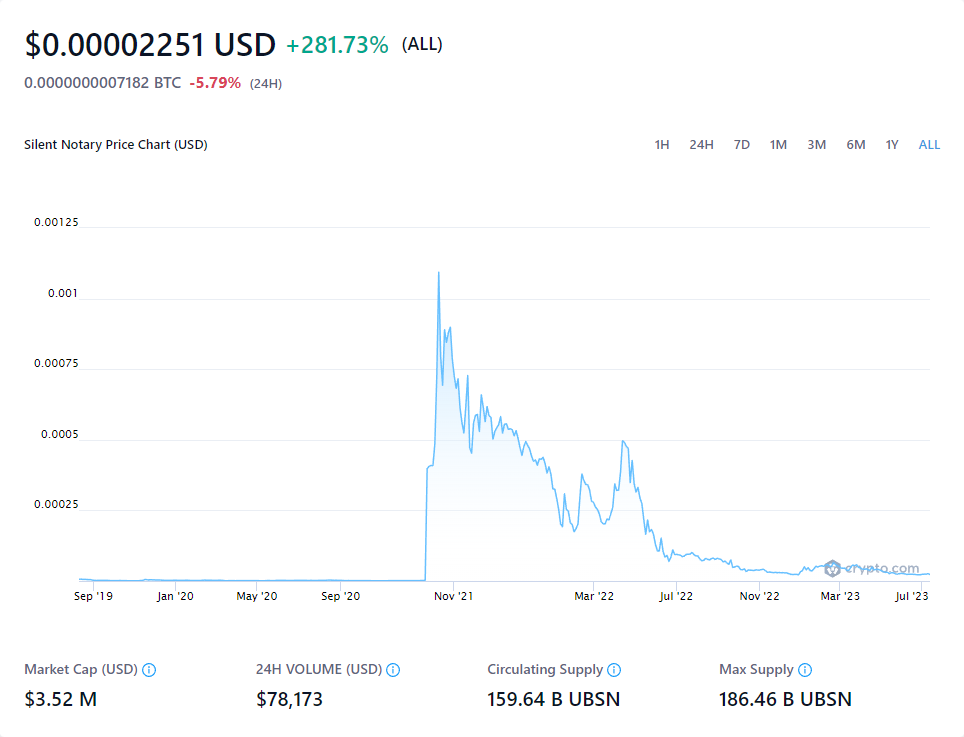 $0.00002251 USD +281.73% (ALL)
0.0000000007182 BTC -5.79% (24H)
Silent Notary Price Chart (USD) 1H 24H 7D 1M 3M 6M 1Y ALL
0.00125
0.001
0.00075
0.0005
0.00025
crypto.com
Sep '19 Jan '20 May '20 Sep '20 Nov '21 Mar '22 Jul '22 Nov '22 Mar '23 Jul '23
Market Cap (USD) 24H VOLUME (USD) Circulating Supply Max Supply
$3.52 M $78,173 159.64 B UBSN 186.46 B UBSN